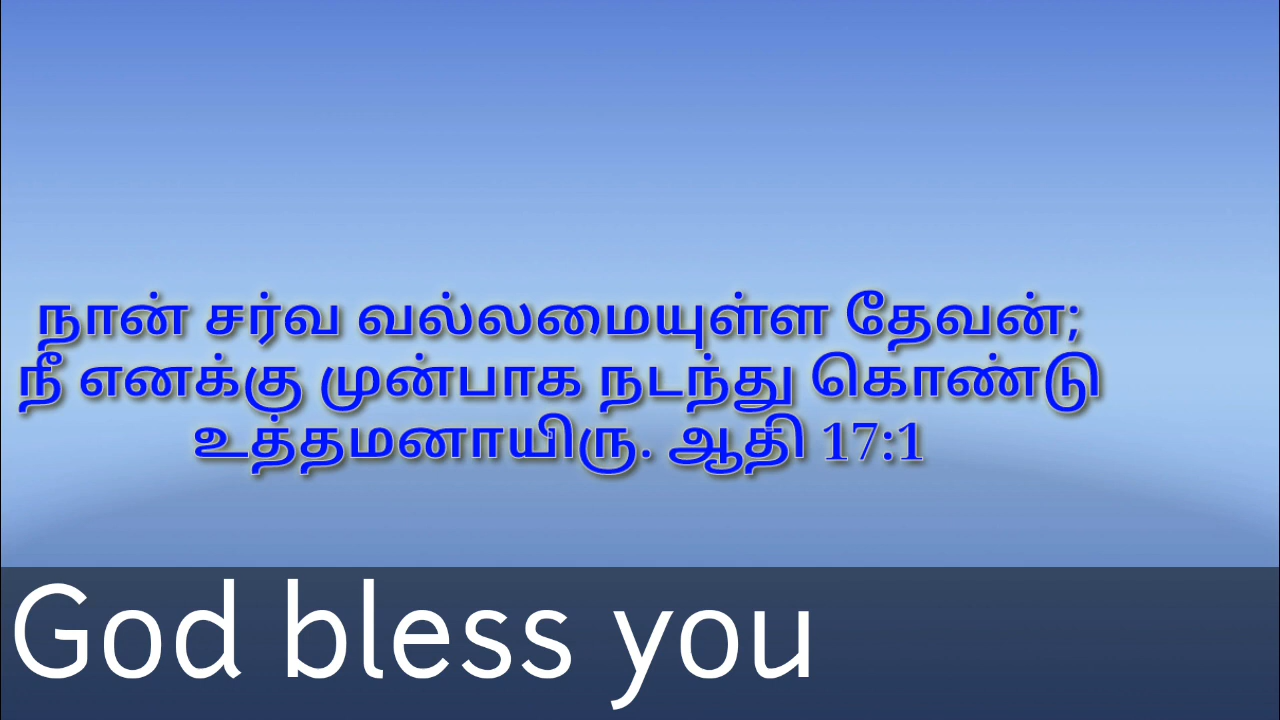 நான் சர்வ வல்லமையுள்ள தேவன்;
நீ எனக்கு முன்பாக நடந்து கொண்டு
உத்தமனாயிரு. ஆதி 17:1
God bless you